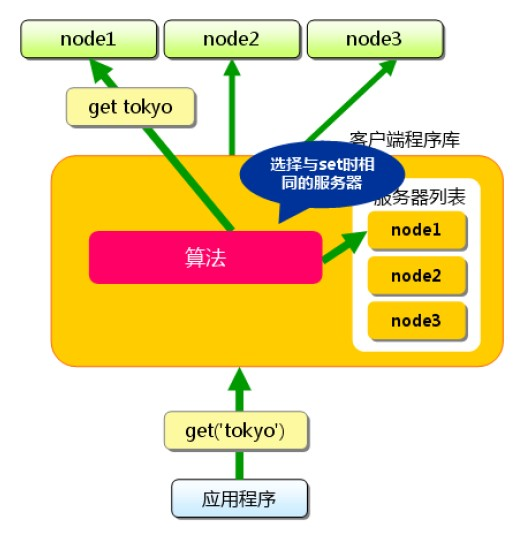 node1
node2
node3
get tokyo
客户端程序库
选择与set时相
同的服务器
服务器列表
算法
node1
node2
node3
get('tokyo')
应用程序